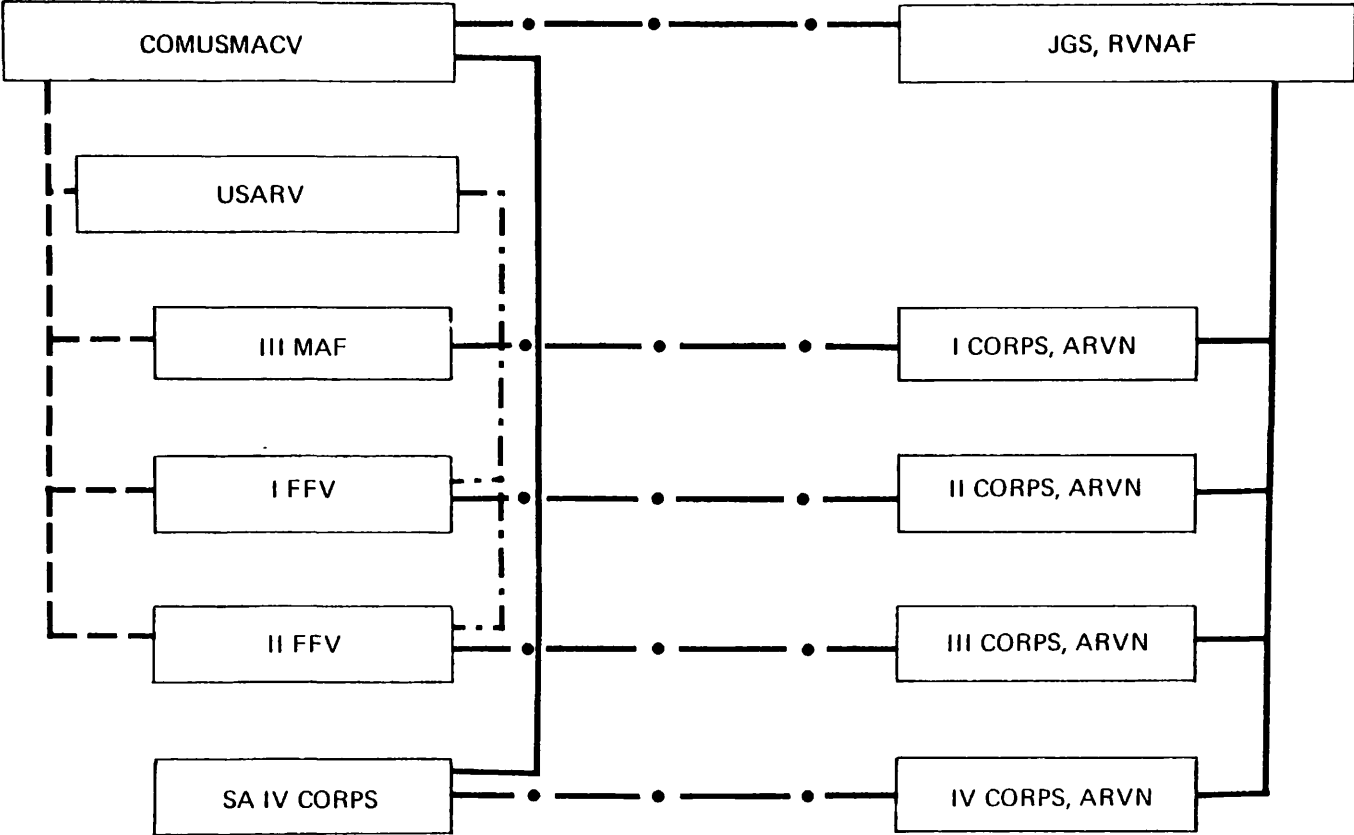 COMUSMACV
JGS, RVNAF
USARV
III MAF
I CORPS, ARVN
I FFV
II CORPS, ARVN
II FFV
III CORPS, ARVN
SA IV CORPS
IV CORPS, ARVN